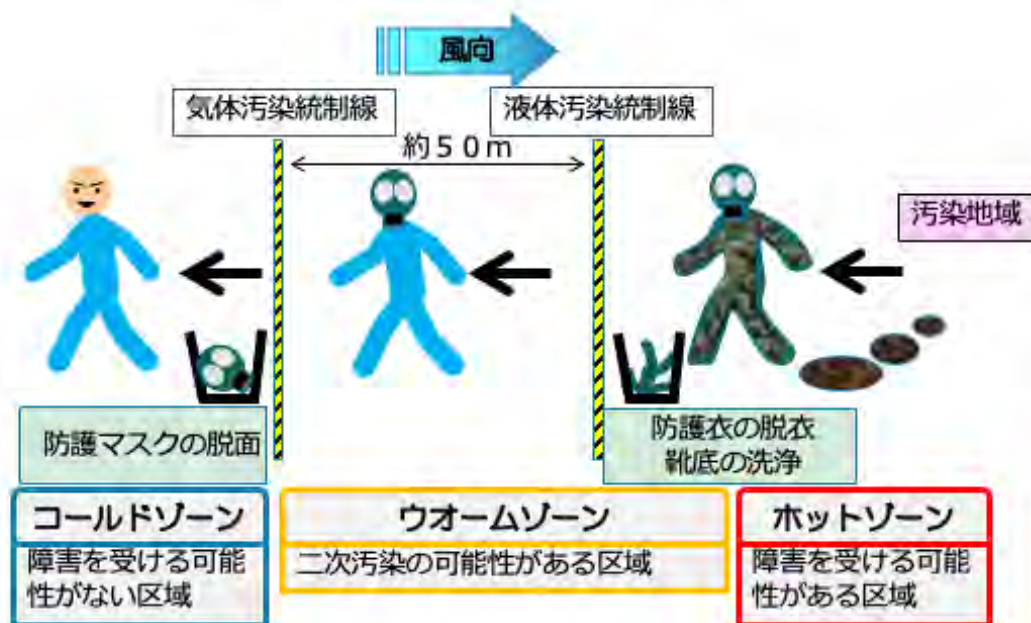 風向
気体汚染統制線
液体汚染統制線
約５０ｍ
汚染地域
防護マスクの脱面
防護衣の脱衣
靴底の洗浄
コールドゾーン
障害を受ける可能
性がない区域
ウオームゾーン
二次汚染の可能性がある区域
ホットゾーン
障害を受ける可能
性がある区域